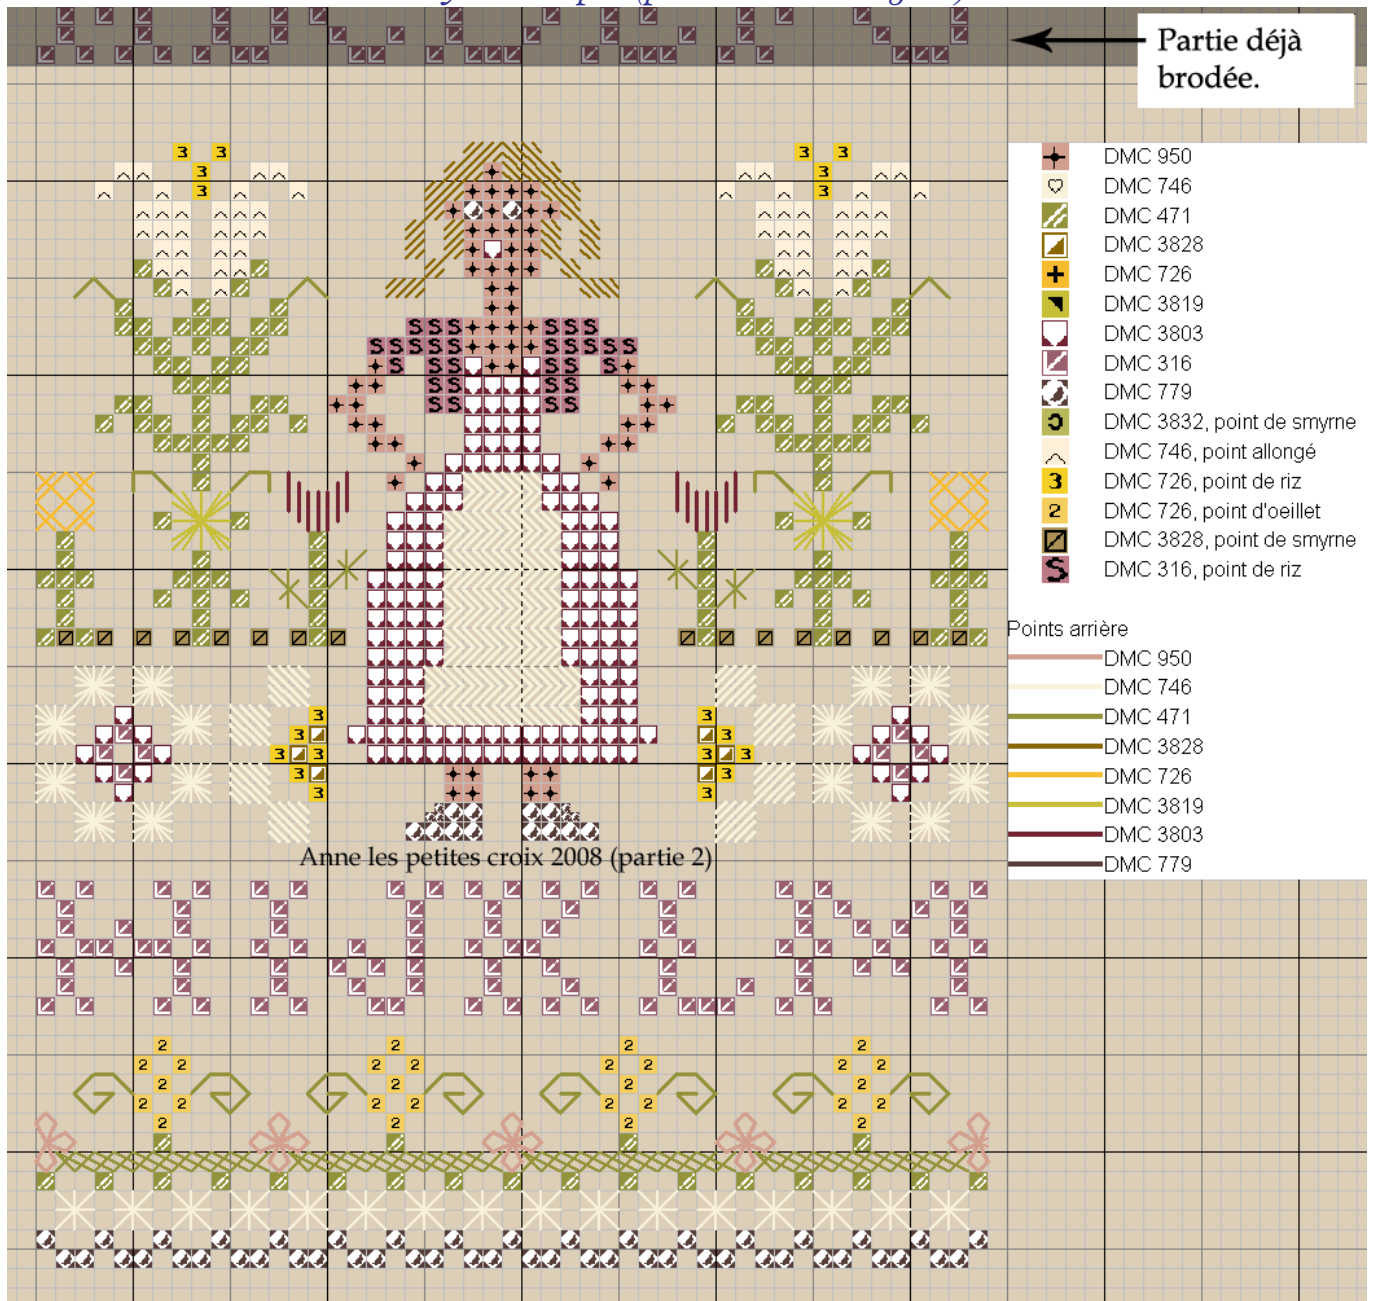 Partie déjà
brodée.
DMC 950
DMC 746
DMC 471
DMC 3828
DMC 726
DMC 3819
DMC 3803
DMC 316
DMC 779
DMC 3832, point de smyrne
DMC 746, point allongé
3 DMC 726, point de riz
2 DMC 726, point d'oeillet
DMC 3828, point de smyrne
S DMC 316, point de riz
Points arrière
DMC 950
DMC 746
DMC 471
DMC 3828
DMC 726
DMC 3819
DMC 3803
DMC 779
Anne les petites croix 2008 (partie 2)